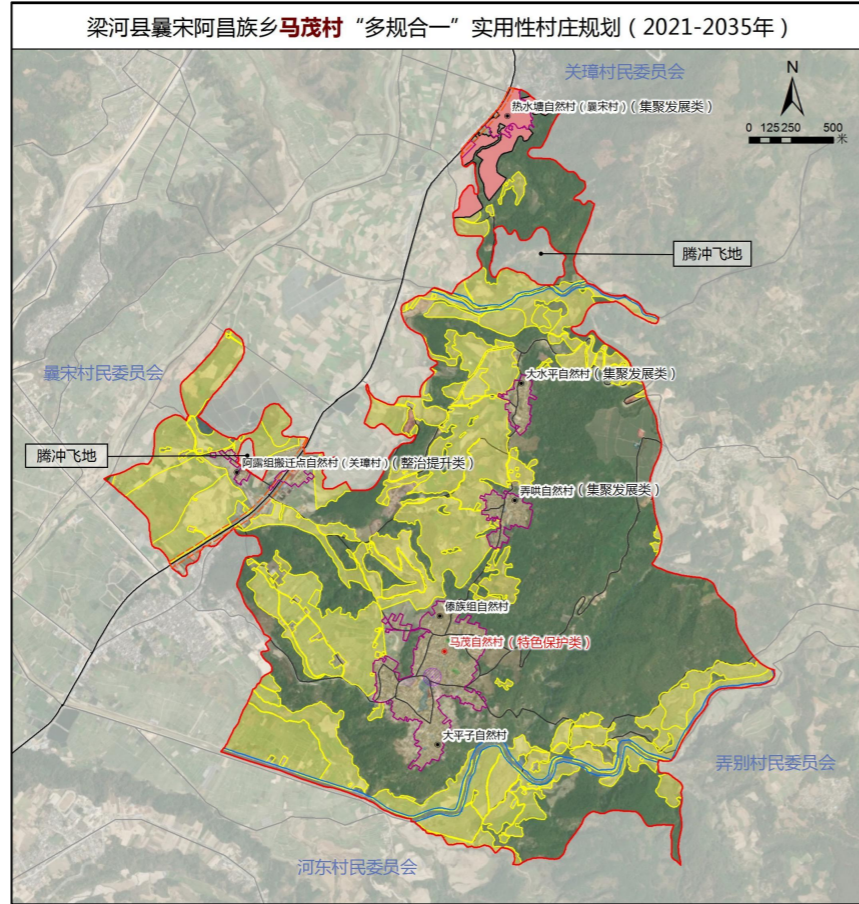 梁河县曩宋阿昌族乡马茂村“多规合一”实用性村庄规划（2021-2035年）
关璋村民委员会
N
热水塘自然村（曩宋村）（集聚发展类）
0 125250 500
米
腾冲飞地
曩宋村民委员会
大水平自然村（集聚发展类）
腾冲飞地
阿露组搬迁点自然村（关璋村）（整治提升类）
弄哄自然村（集聚发展类）
傣族组自然村
马茂自然村（特色保护类）
大平子自然村
弄别村民委员会
河东村民委员会